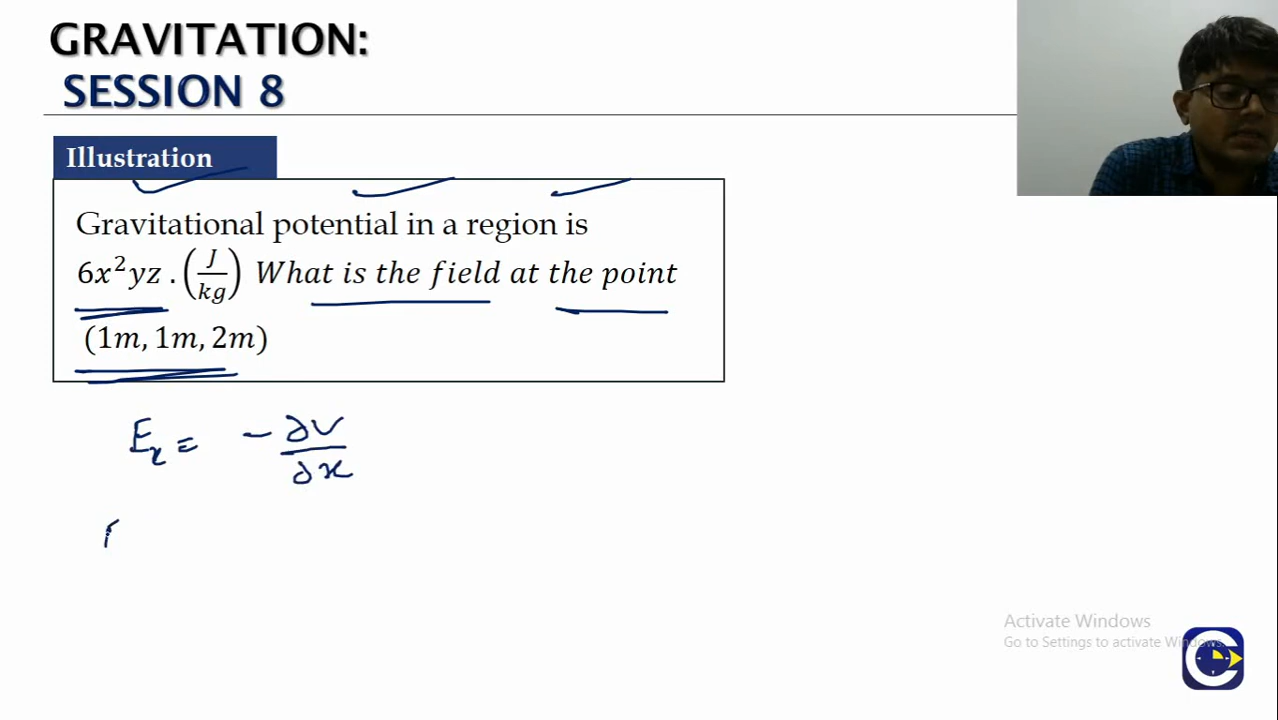 GRAVITATION:
SESSION 8
Illustration
Gravitational potential in a region is
6x²yz . (J/kg) What is the field at the point
(1m, 1m, 2m)
Eₓ = - ∂V/∂x
Activate Windows
Go to Settings to activate Windows.